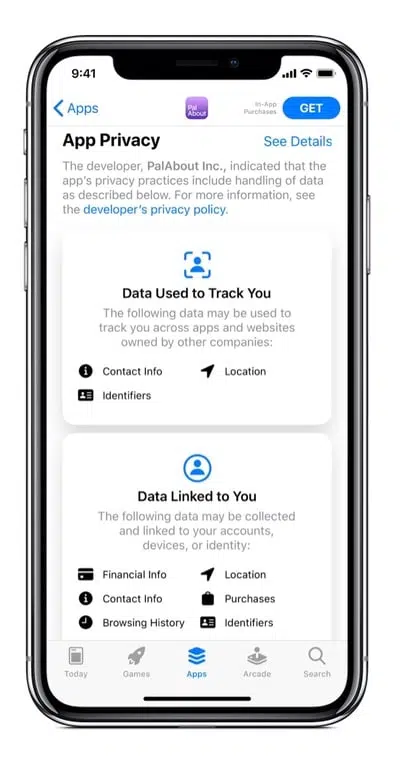 9:41
Apps
Pal
About
In-App
Purchases
GET
App Privacy
See Details
The developer, PalAbout Inc., indicated that the
app's privacy practices include handling of data
as described below. For more information, see
the developer's privacy policy.
Data Used to Track You
The following data may be used to
track you across apps and websites
owned by other companies:
Contact Info
Location
Identifiers
Data Linked to You
The following data may be collected
and linked to your accounts,
devices, or identity:
Financial Info
Location
Contact Info
Purchases
Browsing History
Identifiers
Today
Games
Apps
Arcade
Search